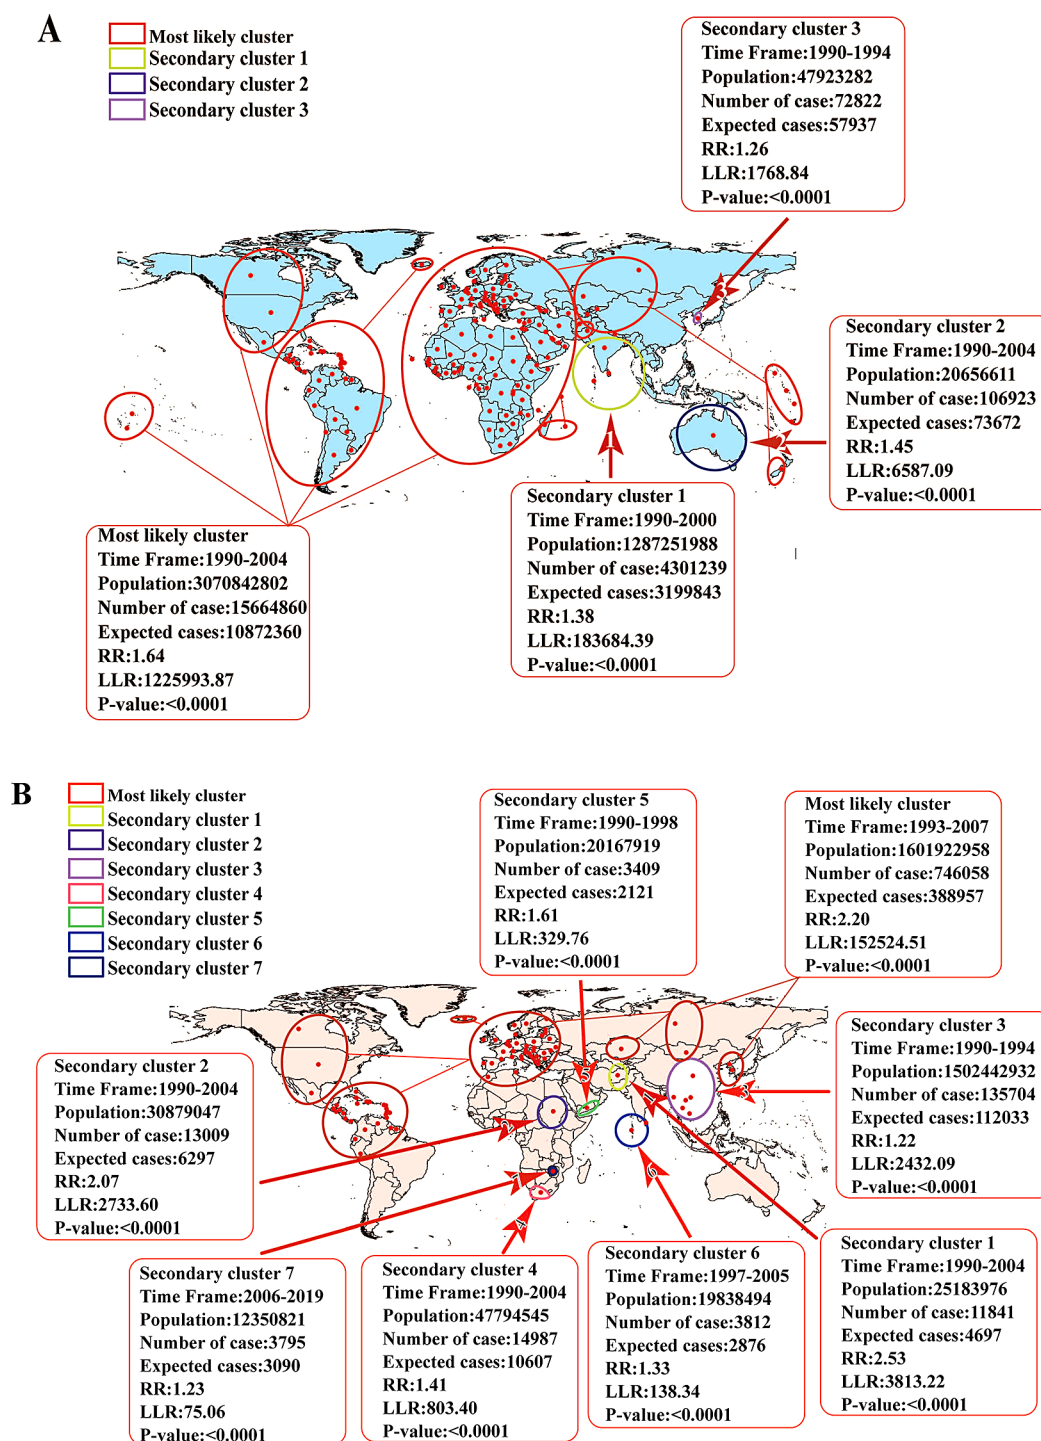 A
Most likely cluster
Secondary cluster 1
Secondary cluster 2
Secondary cluster 3
Secondary cluster 3
Time Frame:1990-1994
Population:47923282
Number of case:72822
Expected cases:57937
RR:1.26
LLR:1768.84
P-value:<0.0001
3
Secondary cluster 2
Time Frame:1990-2004
Population:20656611
Number of case:106923
Expected cases:73672
RR:1.45
LLR:6587.09
P-value:<0.0001
2
1
Secondary cluster 1
Time Frame:1990-2000
Population:1287251988
Number of case:4301239
Expected cases:3199843
RR:1.38
LLR:183684.39
P-value:<0.0001
Most likely cluster
Time Frame:1990-2004
Population:3070842802
Number of case:15664860
Expected cases:10872360
RR:1.64
LLR:1225993.87
P-value:<0.0001
B
Most likely cluster
Secondary cluster 1
Secondary cluster 2
Secondary cluster 3
Secondary cluster 4
Secondary cluster 5
Secondary cluster 6
Secondary cluster 7
Secondary cluster 5
Time Frame:1990-1998
Population:20167919
Number of case:3409
Expected cases:2121
RR:1.61
LLR:329.76
P-value:<0.0001
Most likely cluster
Time Frame:1993-2007
Population:1601922958
Number of case:746058
Expected cases:388957
RR:2.20
LLR:152524.51
P-value:<0.0001
Secondary cluster 2
Time Frame:1990-2004
Population:30879047
Number of case:13009
Expected cases:6297
RR:2.07
LLR:2733.60
P-value:<0.0001
Secondary cluster 3
Time Frame:1990-1994
Population:1502442932
Number of case:135704
Expected cases:112033
RR:1.22
LLR:2432.09
P-value:<0.0001
5
1
3
2
7
4
6
Secondary cluster 7
Time Frame:2006-2019
Population:12350821
Number of case:3795
Expected cases:3090
RR:1.23
LLR:75.06
P-value:<0.0001
Secondary cluster 4
Time Frame:1990-2004
Population:47794545
Number of case:14987
Expected cases:10607
RR:1.41
LLR:803.40
P-value:<0.0001
Secondary cluster 6
Time Frame:1997-2005
Population:19838494
Number of case:3812
Expected cases:2876
RR:1.33
LLR:138.34
P-value:<0.0001
Secondary cluster 1
Time Frame:1990-2004
Population:25183976
Number of case:11841
Expected cases:4697
RR:2.53
LLR:3813.22
P-value:<0.0001